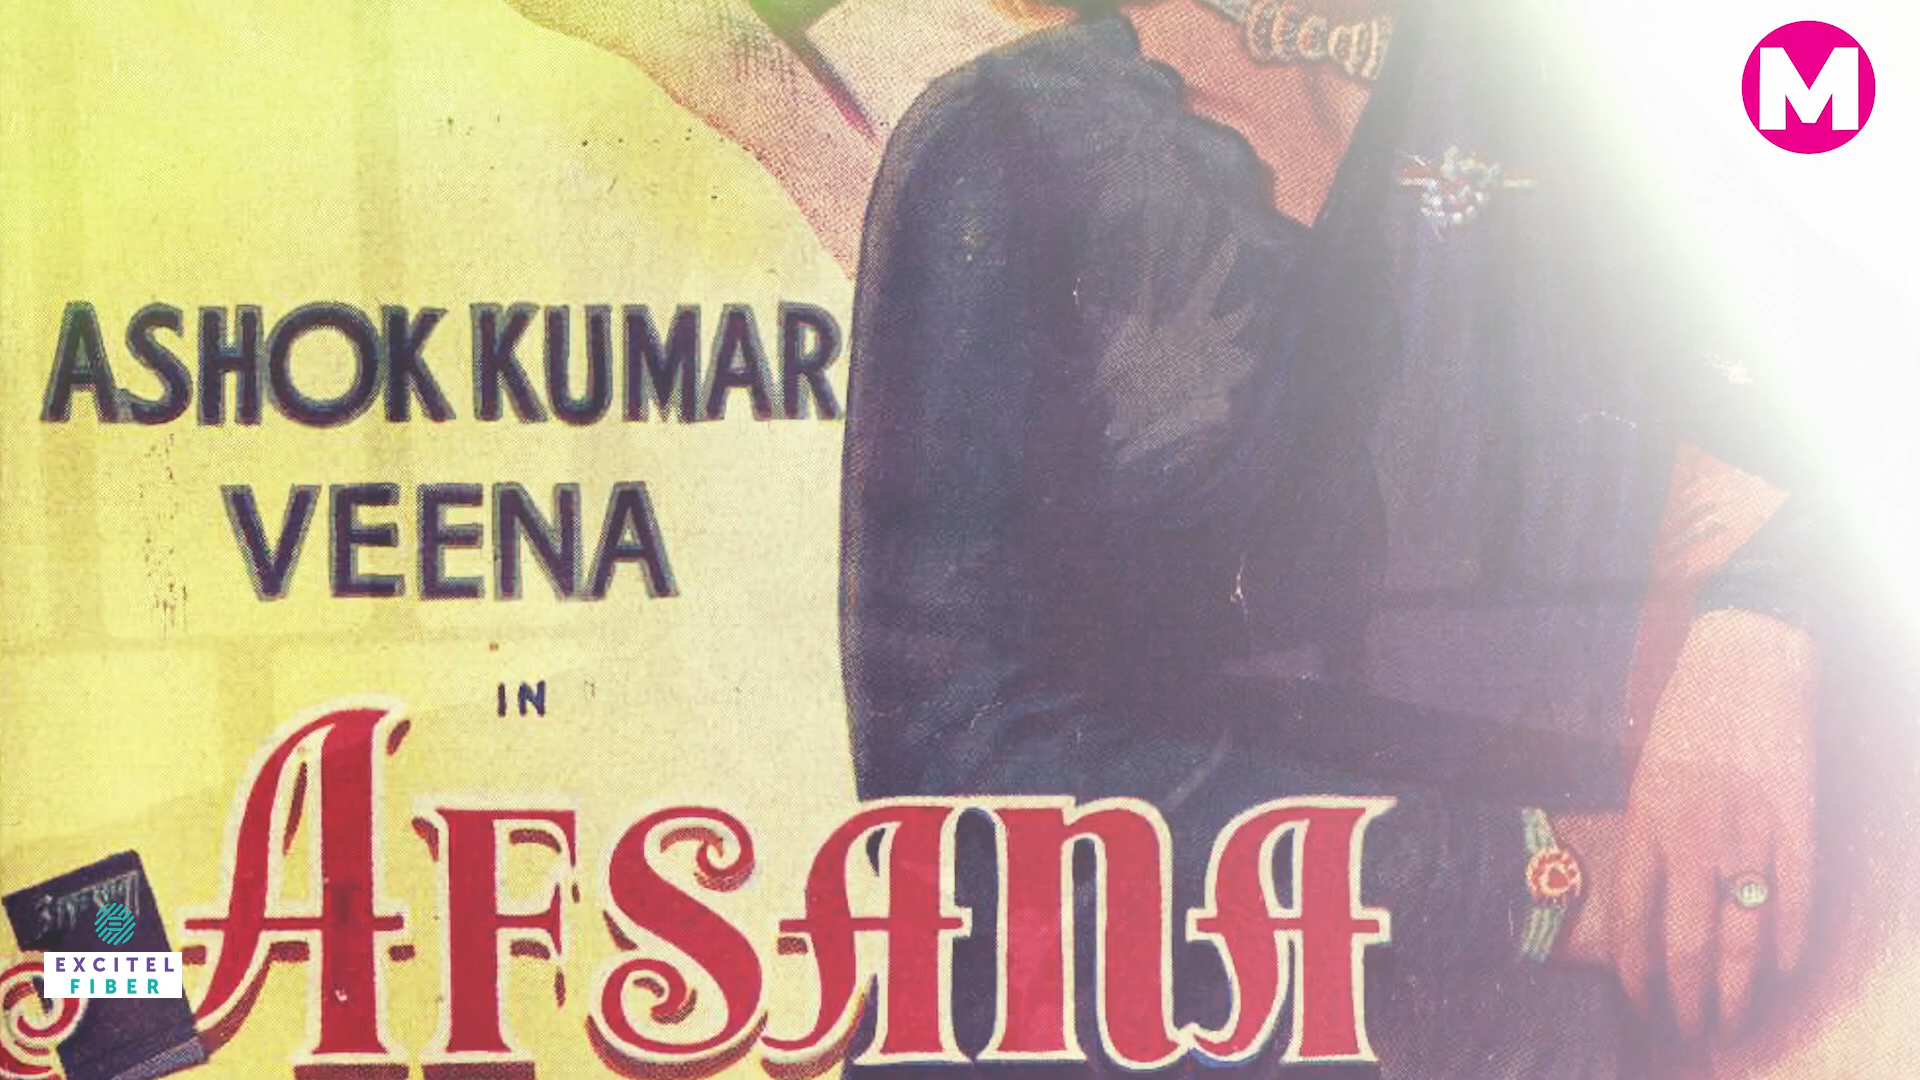 M
ASHOK KUMAR
VEENA
IN
AFSANA
EXCITEL
FIBER